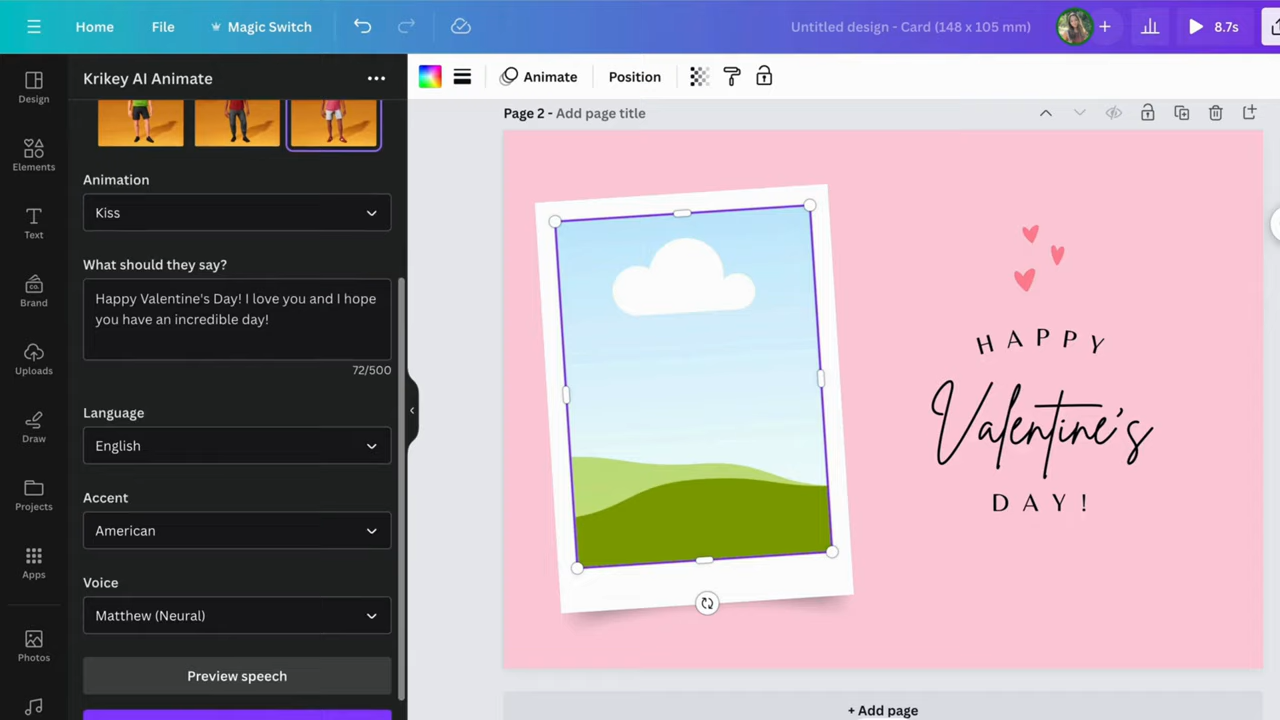 Home
File
Magic Switch
Untitled design - Card (148 x 105 mm)
+
8.7s
Design
Elements
Text
Brand
CO.
Uploads
Draw
Projects
Apps
Photos
Krikey AI Animate
Animation
Kiss
What should they say?
Happy Valentine's Day! I love you and I hope
you have an incredible day!
72/500
Language
English
Accent
American
Voice
Matthew (Neural)
Preview speech
Animate
Position
Page 2 - Add page title
HAPPY
Valentine's
DAY!
+ Add page